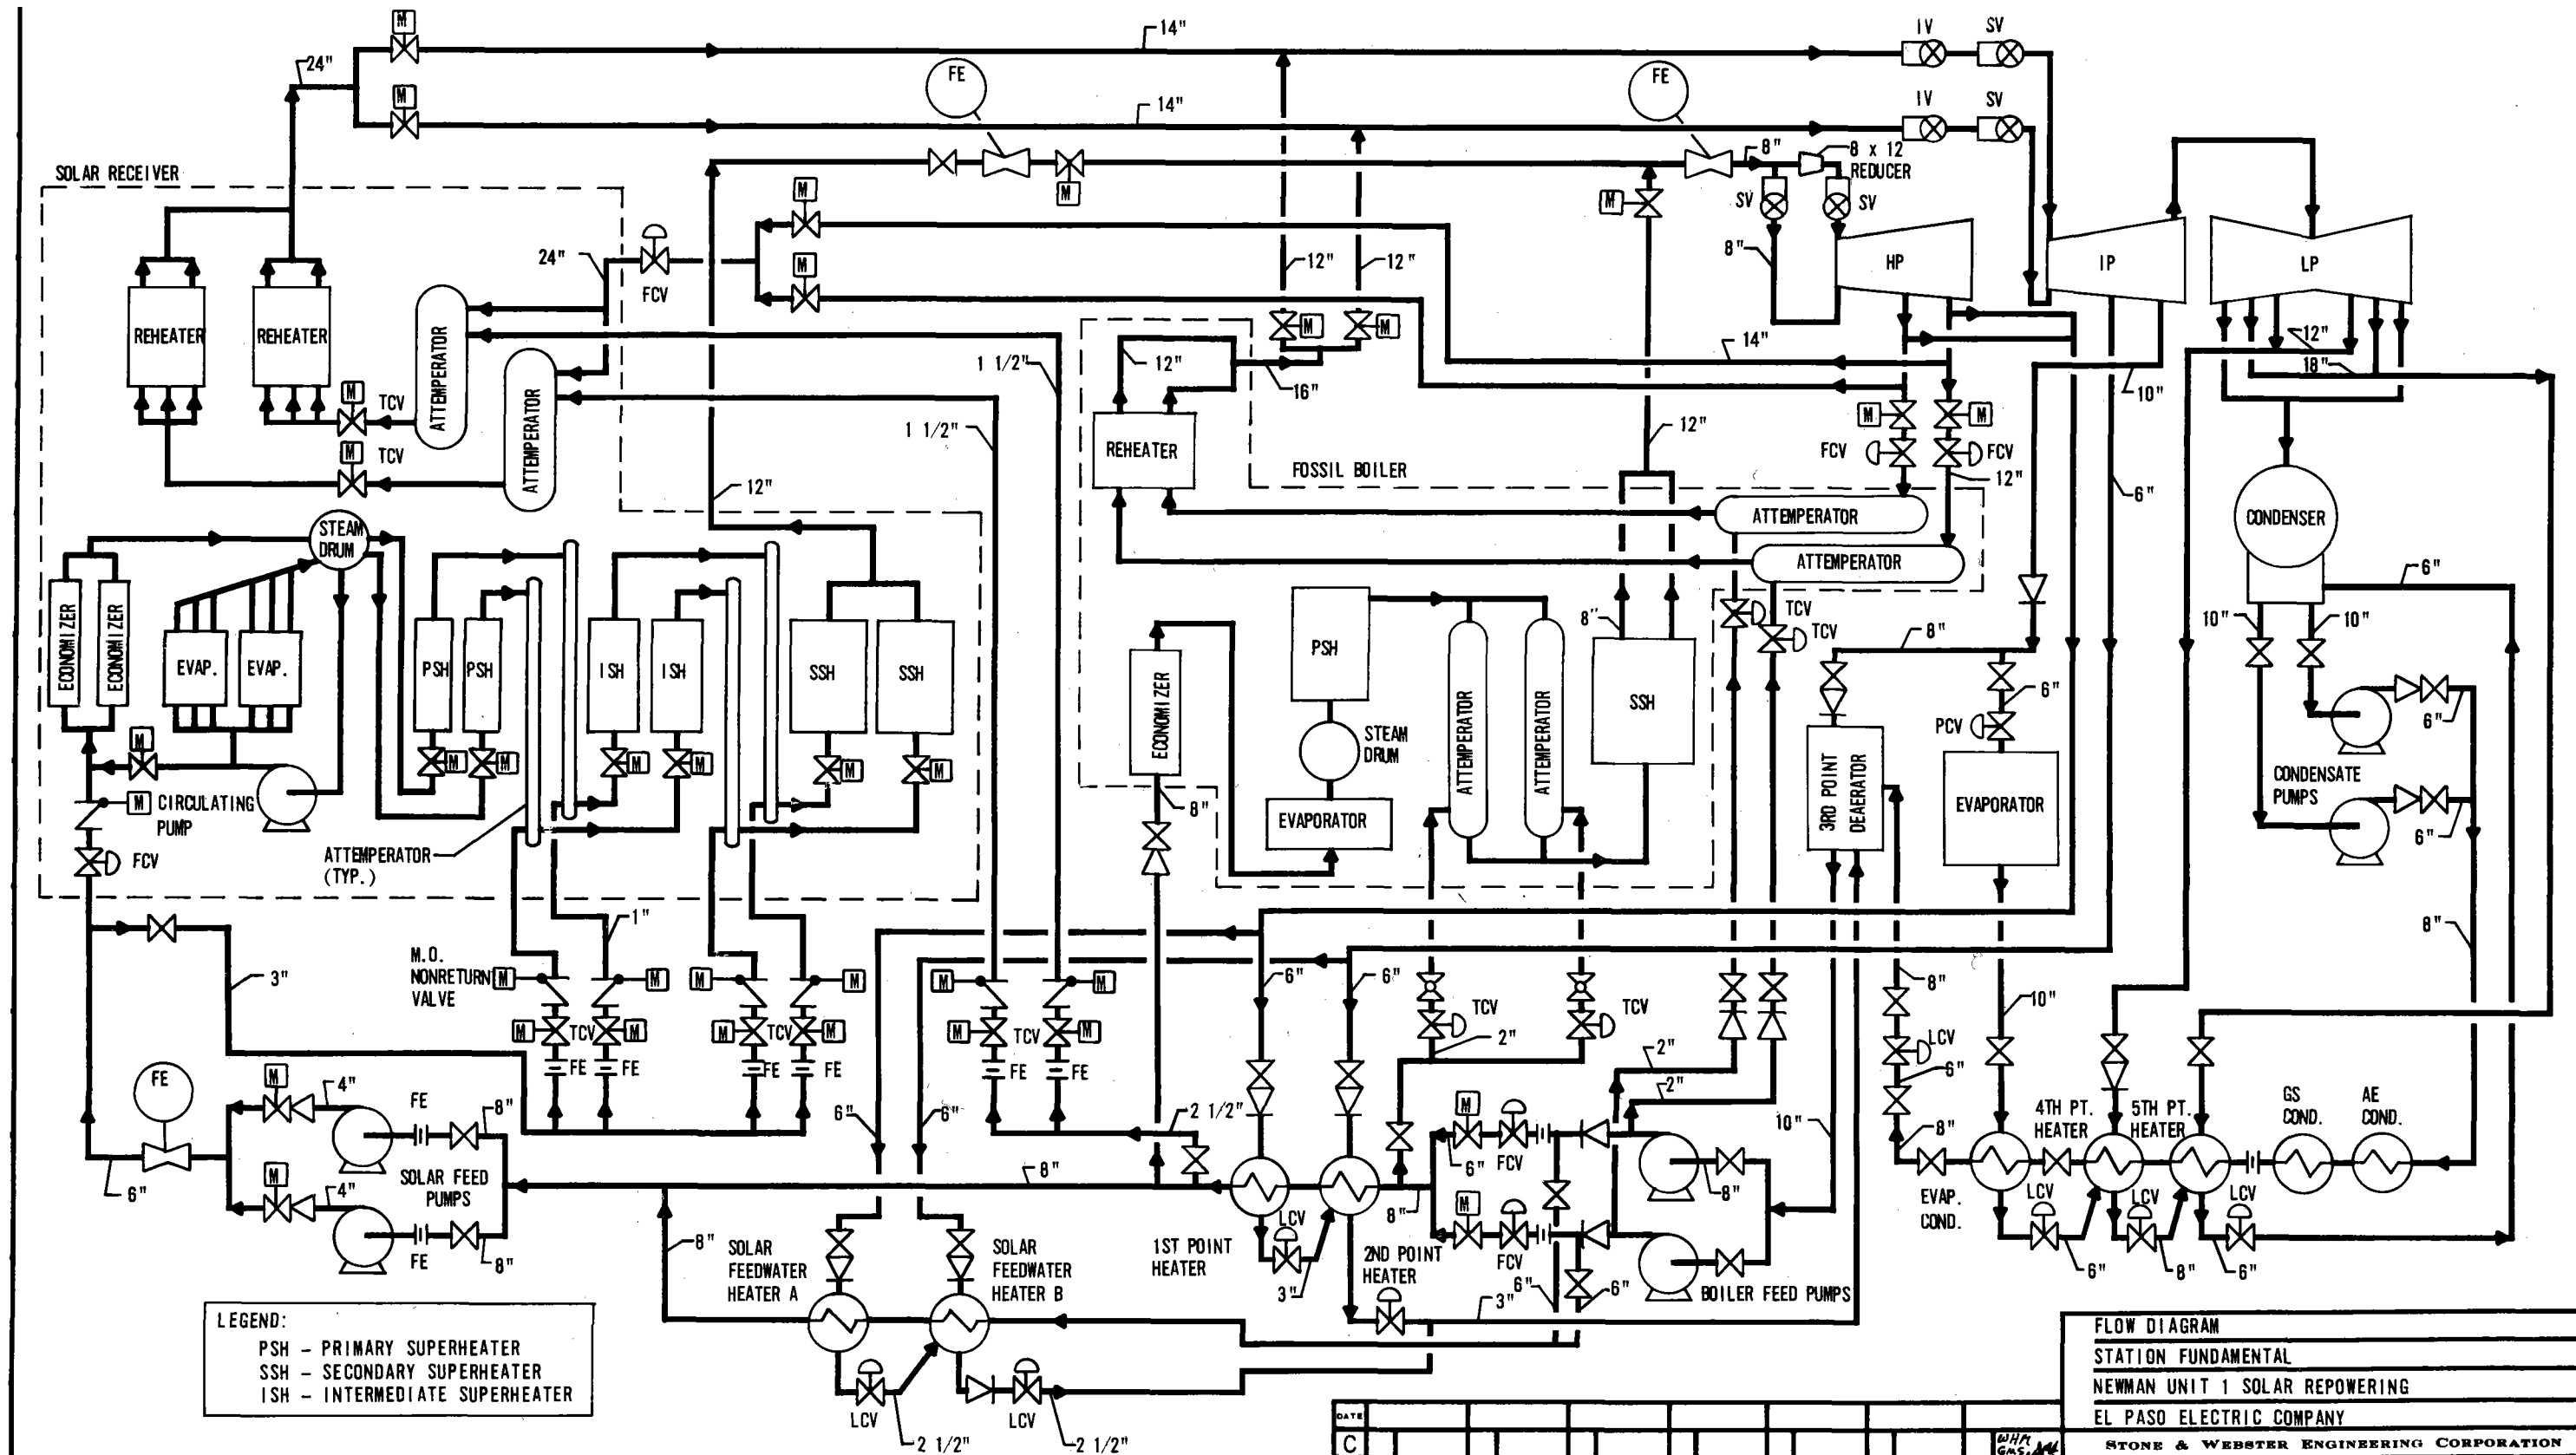 M
14"
IV
SV
24"
FE
FE
M
14"
IV
SV
8"
8 x 12
REDUCER
SOLAR RECEIVER
M
M
M
SV
SV
24"
FCV
M
8"
12"
12"
HP
IP
LP
REHEATER
REHEATER
ATTEMPERATOR
ATTEMPERATOR
M
M
12"
14"
12"
18"
1 1/2"
16"
10"
M
TCV
M
TCV
1 1/2"
REHEATER
12"
M
M
FCV
FCV
12"
6"
FOSSIL BOILER
12"
ATTEMPERATOR
ATTEMPERATOR
CONDENSER
STEAM
DRUM
6"
10"
10"
ECONOMIZER
ECONOMIZER
EVAP.
EVAP.
PSH
PSH
ISH
ISH
SSH
SSH
ECONOMIZER
PSH
STEAM
DRUM
EVAPORATOR
ATTEMPERATOR
ATTEMPERATOR
8"
SSH
TCV
TCV
8"
6"
PCV
3RD POINT
DEAERATOR
EVAPORATOR
6"
CONDENSATE
PUMPS
6"
M
M
M
M
M
M
M
M
CIRCULATING
PUMP
FCV
ATTEMPERATOR
(TYP.)
8"
1"
3"
M.O.
NONRETURN
VALVE
M
M
M
M
M
M
M
TCV
M
M
TCV
M
M
TCV
M
FE
FE
FE
FE
FE
FE
6"
6"
TCV
TCV
2"
2"
2"
8"
10"
LCV
6"
8"
FE
M
4"
FE
8"
M
4"
FE
8"
SOLAR FEED
PUMPS
6"
6"
6"
2 1/2"
8"
M
6"
FCV
M
FCV
8"
8"
10"
8"
EVAP.
COND.
4TH PT.
HEATER
5TH PT.
HEATER
GS
COND.
AE
COND.
LCV
LCV
LCV
6"
8"
6"
8"
SOLAR
FEEDWATER
HEATER A
SOLAR
FEEDWATER
HEATER B
1ST POINT
HEATER
LCV
3"
2ND POINT
HEATER
3"
6"
6"
BOILER FEED PUMPS
LCV
2 1/2"
LCV
2 1/2"
LEGEND:
PSH – PRIMARY SUPERHEATER
SSH – SECONDARY SUPERHEATER
ISH – INTERMEDIATE SUPERHEATER
FLOW DIAGRAM
STATION FUNDAMENTAL
NEWMAN UNIT 1 SOLAR REPOWERING
EL PASO ELECTRIC COMPANY
STONE & WEBSTER ENGINEERING CORPORATION
DATE
C
WHM